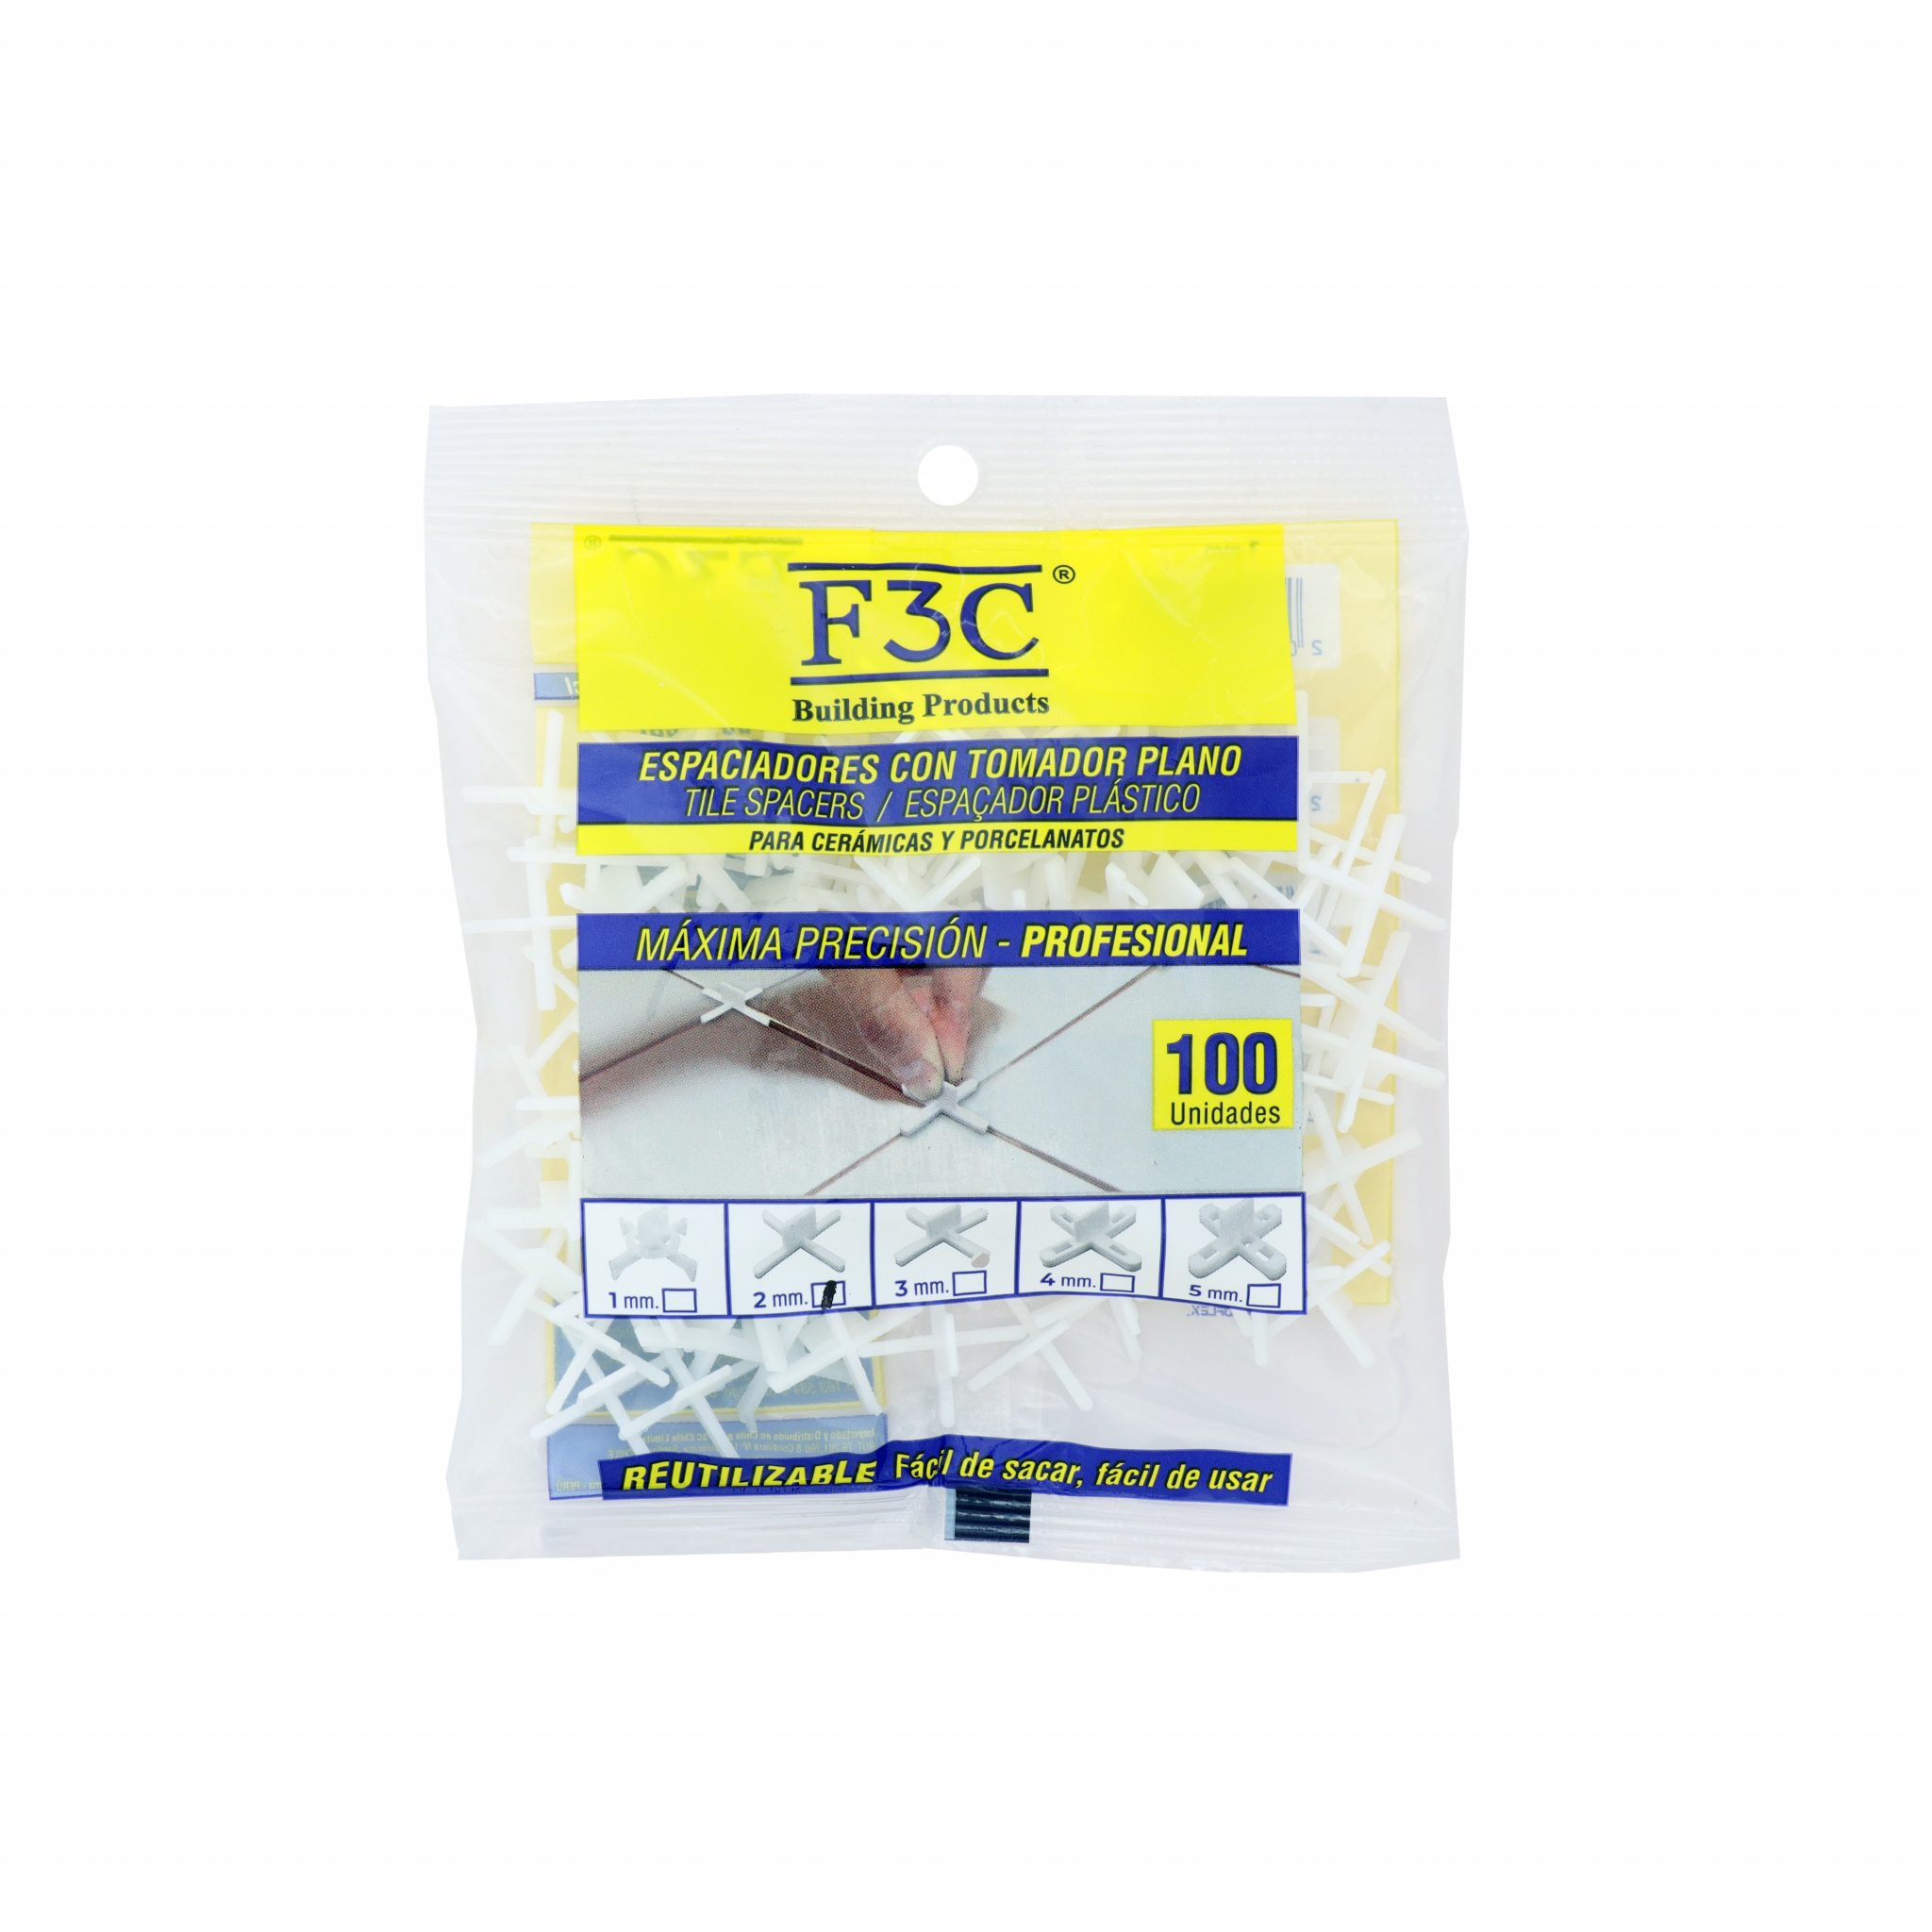 F3C®
Building Products
ESPACIADORES CON TOMADOR PLANO
TILE SPACERS / ESPAÇADOR PLÁSTICO
PARA CERÁMICAS Y PORCELANATOS
MÁXIMA PRECISIÓN - PROFESIONAL
100
Unidades
1 mm. 2 mm. 3 mm. 4 mm. 5 mm.
REUTILIZABLE Fácil de sacar, fácil de usar